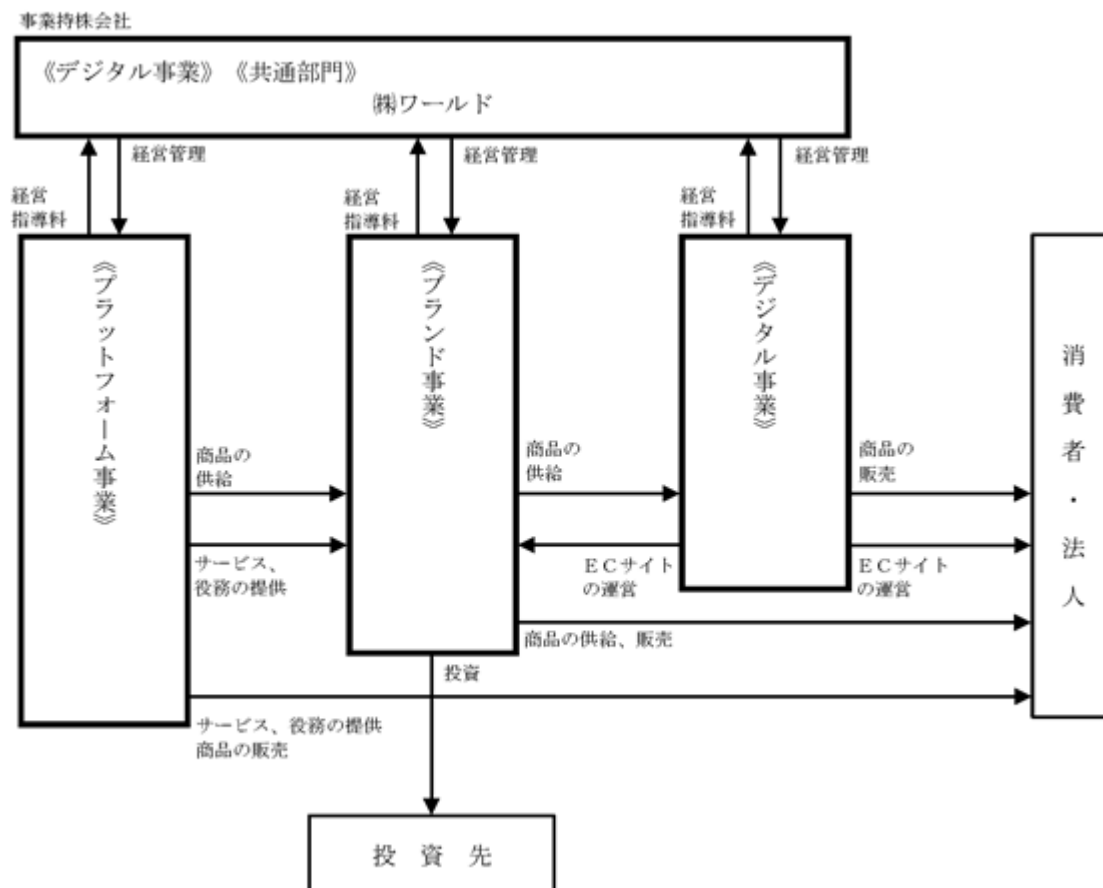 事業持株会社
《デジタル事業》《共通部門》
㈱ワールド
経営管理
経営管理
経営管理
経営
指導料
経営
指導料
経営
指導料
《プラットフォーム事業》
《ブランド事業》
《デジタル事業》
消費者・法人
商品の
供給
商品の
供給
商品の
販売
サービス、
役務の提供
ECサイト
の運営
ECサイト
の運営
商品の供給、販売
投資
サービス、役務の提供
商品の販売
投資先